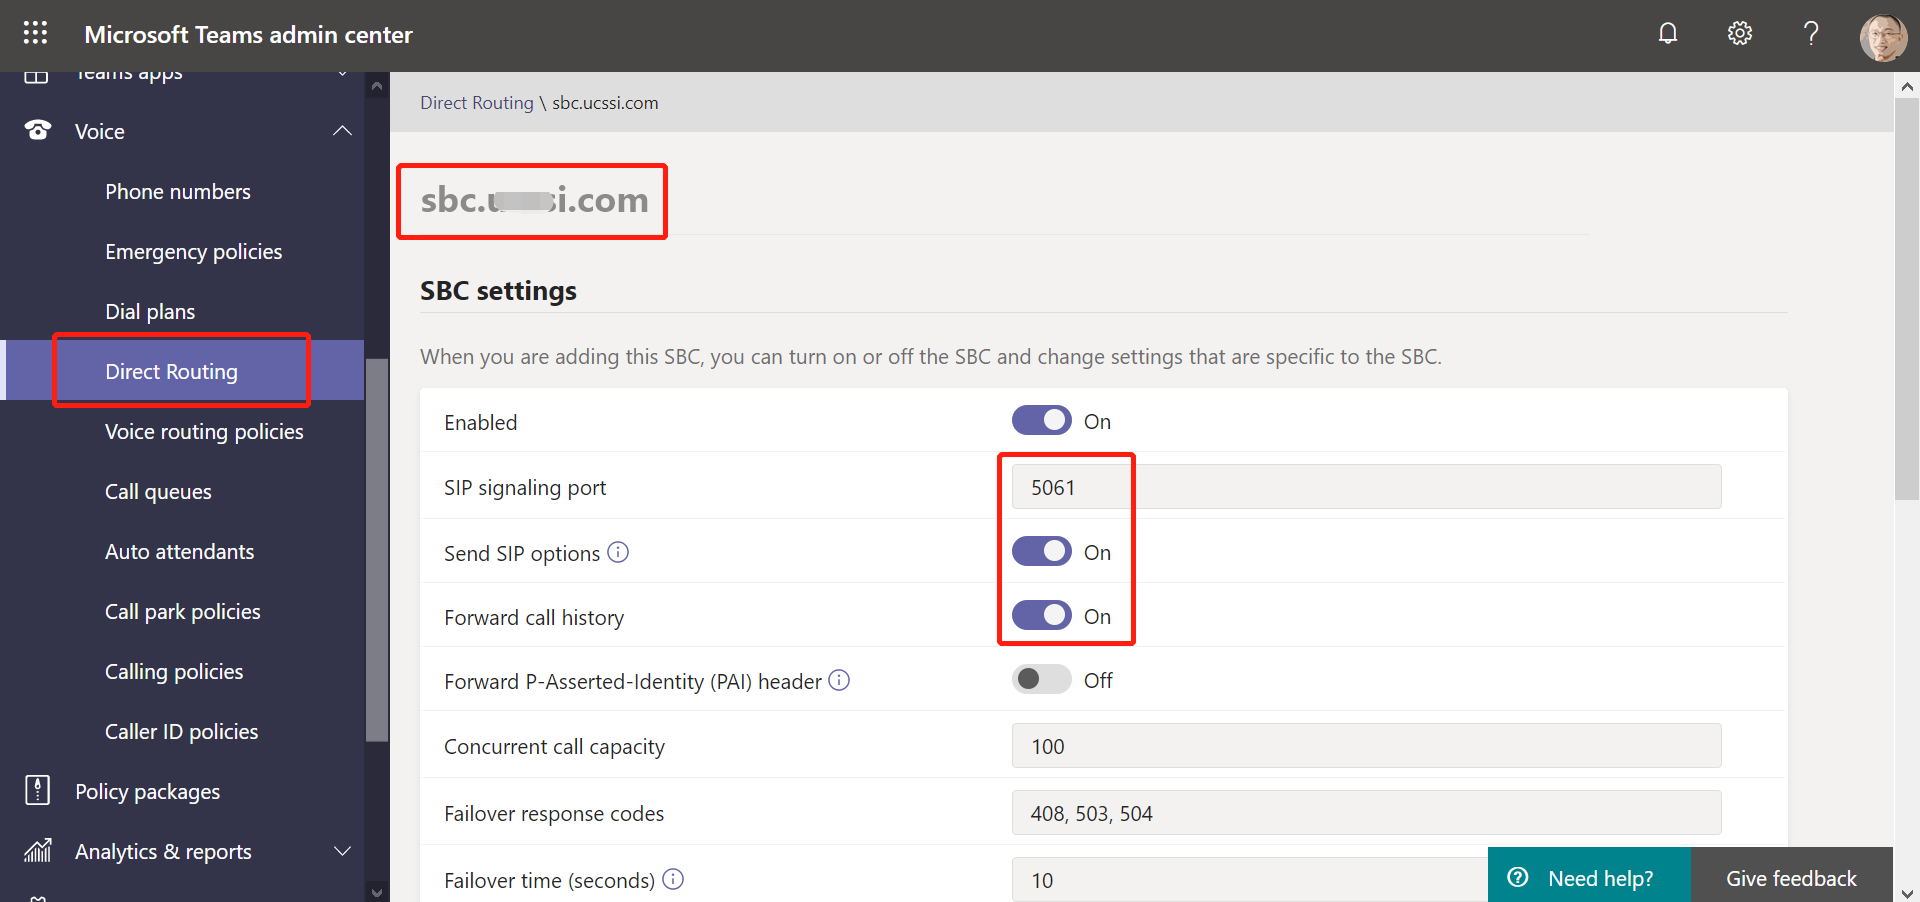 Microsoft Teams admin center
Teams apps
Voice
Phone numbers
Emergency policies
Dial plans
Direct Routing
Voice routing policies
Call queues
Auto attendants
Call park policies
Calling policies
Caller ID policies
Policy packages
Analytics & reports
Direct Routing \ sbc.ucssi.com
SBC settings
When you are adding this SBC, you can turn on or off the SBC and change settings that are specific to the SBC.
Enabled On
SIP signaling port 5061
Send SIP options On
Forward call history On
Forward P-Asserted-Identity (PAI) header Off
Concurrent call capacity 100
Failover response codes 408, 503, 504
Failover time (seconds) 10
Need help? Give feedback